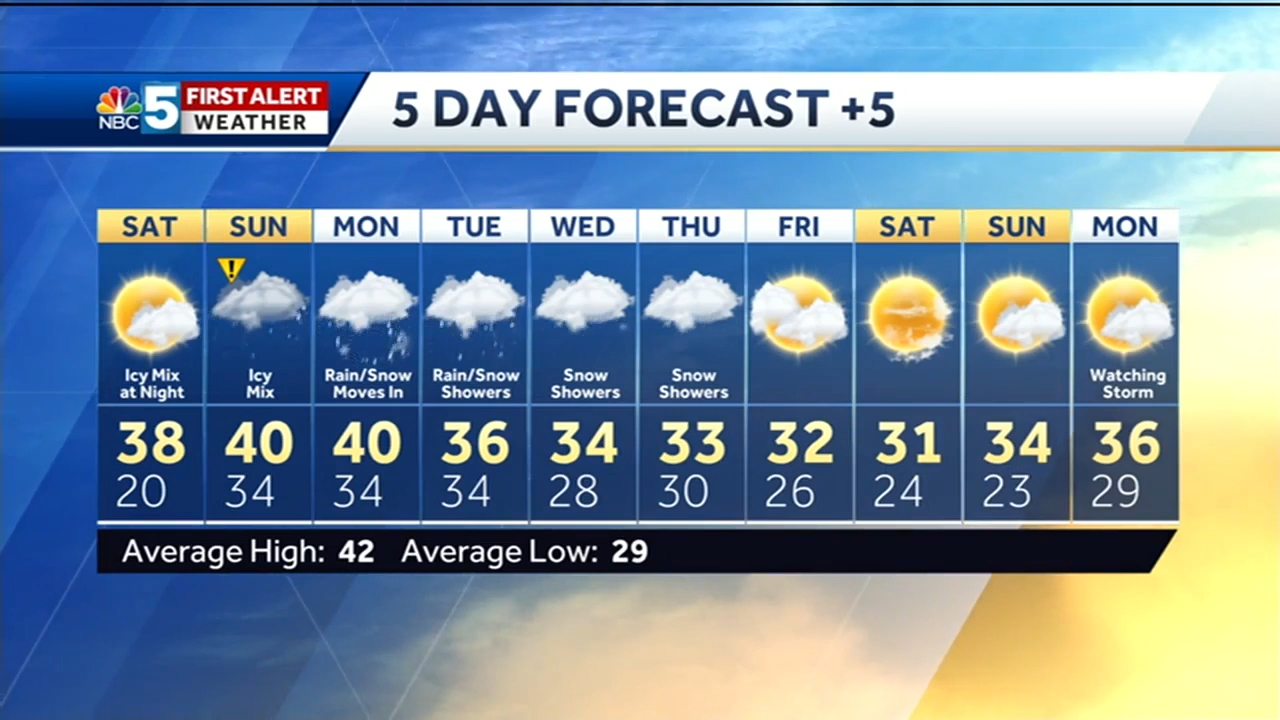 NBC 5 FIRST ALERT
WEATHER
5 DAY FORECAST +5
SAT SUN MON TUE WED THU FRI SAT SUN MON
!
Icy Mix Icy Rain/Snow Rain/Snow Snow Snow Watching
at Night Mix Moves In Showers Showers Showers Storm
38 40 40 36 34 33 32 31 34 36
20 34 34 34 28 30 26 24 23 29
Average High: 42 Average Low: 29